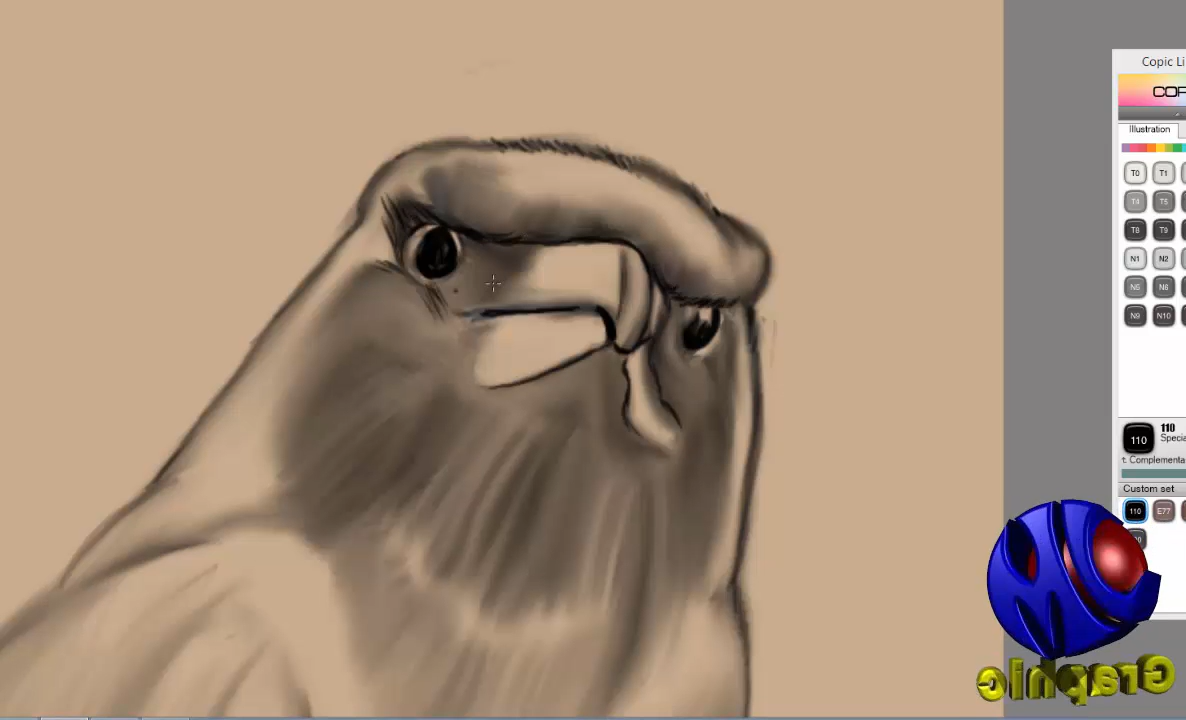 Copic Li
COP
Illustration
T0 T1
T4 T5
T8 T9
N1 N2
N5 N6
N9 N10
110 110
Specia
t. Complementa
Custom set
110 E77
Graphic